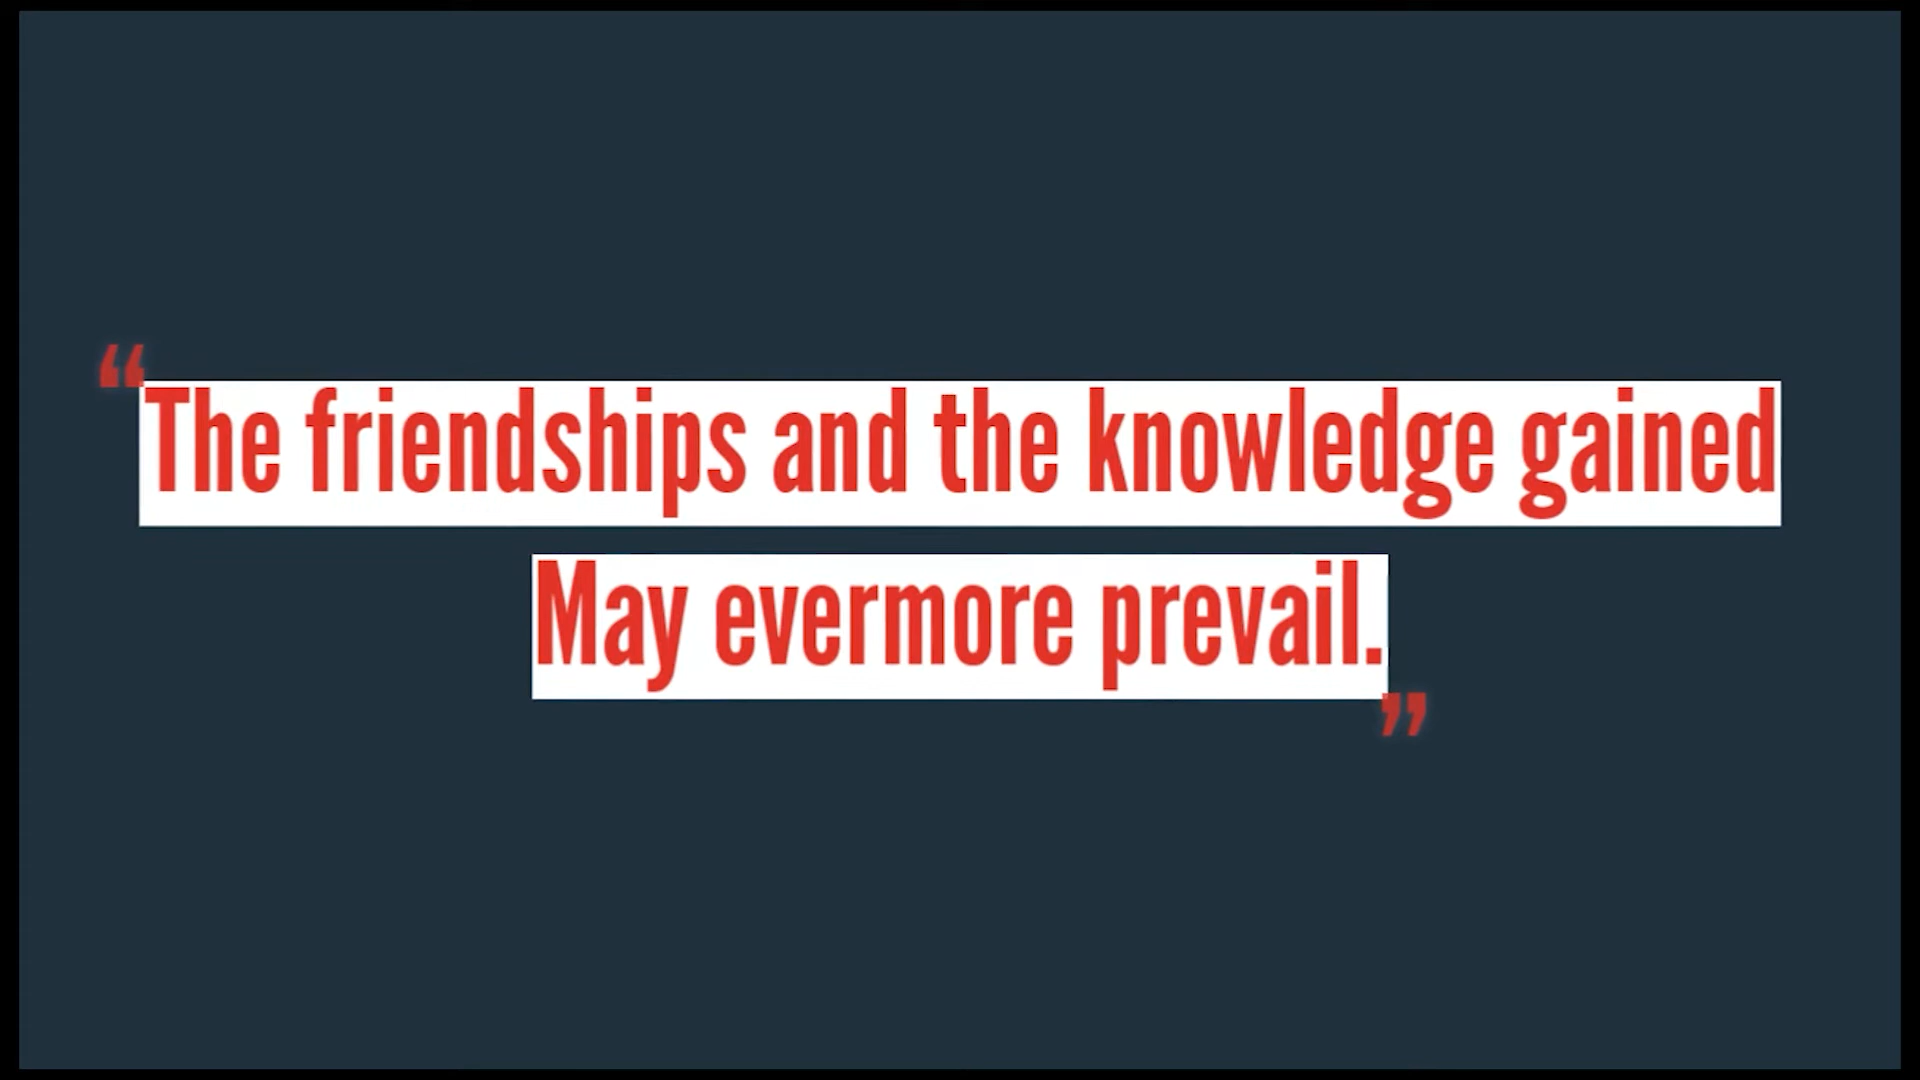 “The friendships and the knowledge gained
May evermore prevail.”